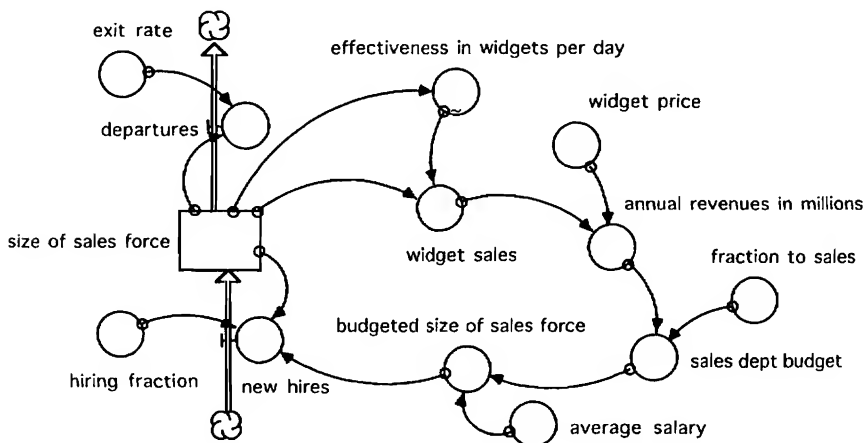 exit rate
effectiveness in widgets per day
widget price
departures
annual revenues in millions
size of sales force
widget sales
fraction to sales
budgeted size of sales force
hiring fraction
new hires
sales dept budget
average salary